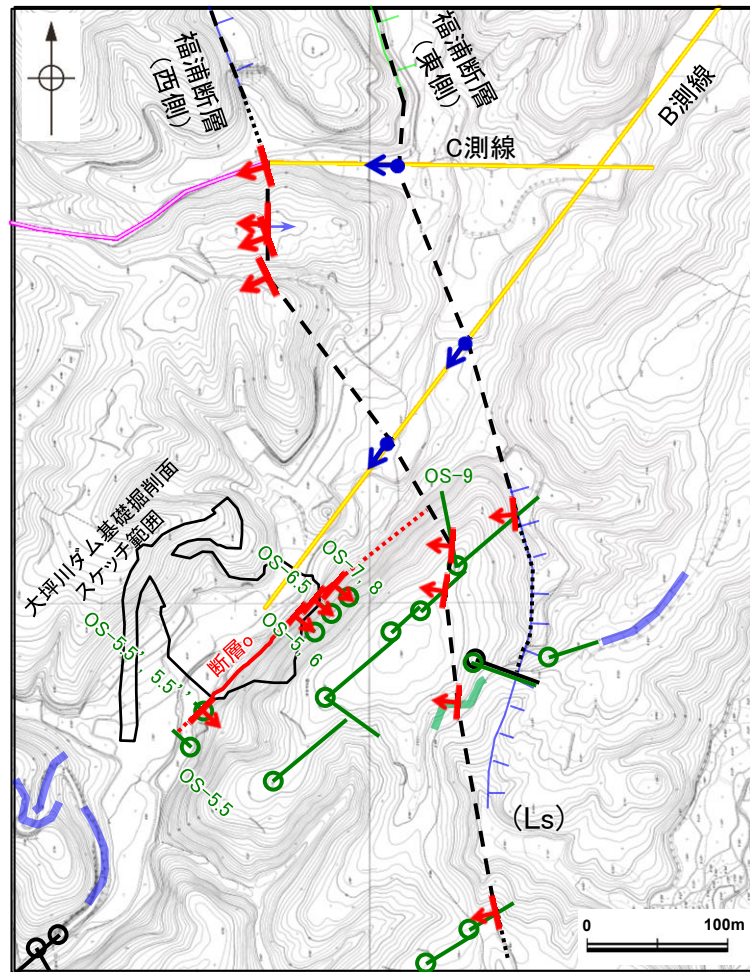 福浦断層
（西側）
福浦断層
（東側）
B測線
C測線
OS-9
大坪川ダム基礎掘削面
スケッチ範囲
OS-6.5
OS-7, 8
OS-5, 6
OS-5.5', 5.5''
断層o
OS-5.5
(Ls)
0 100m